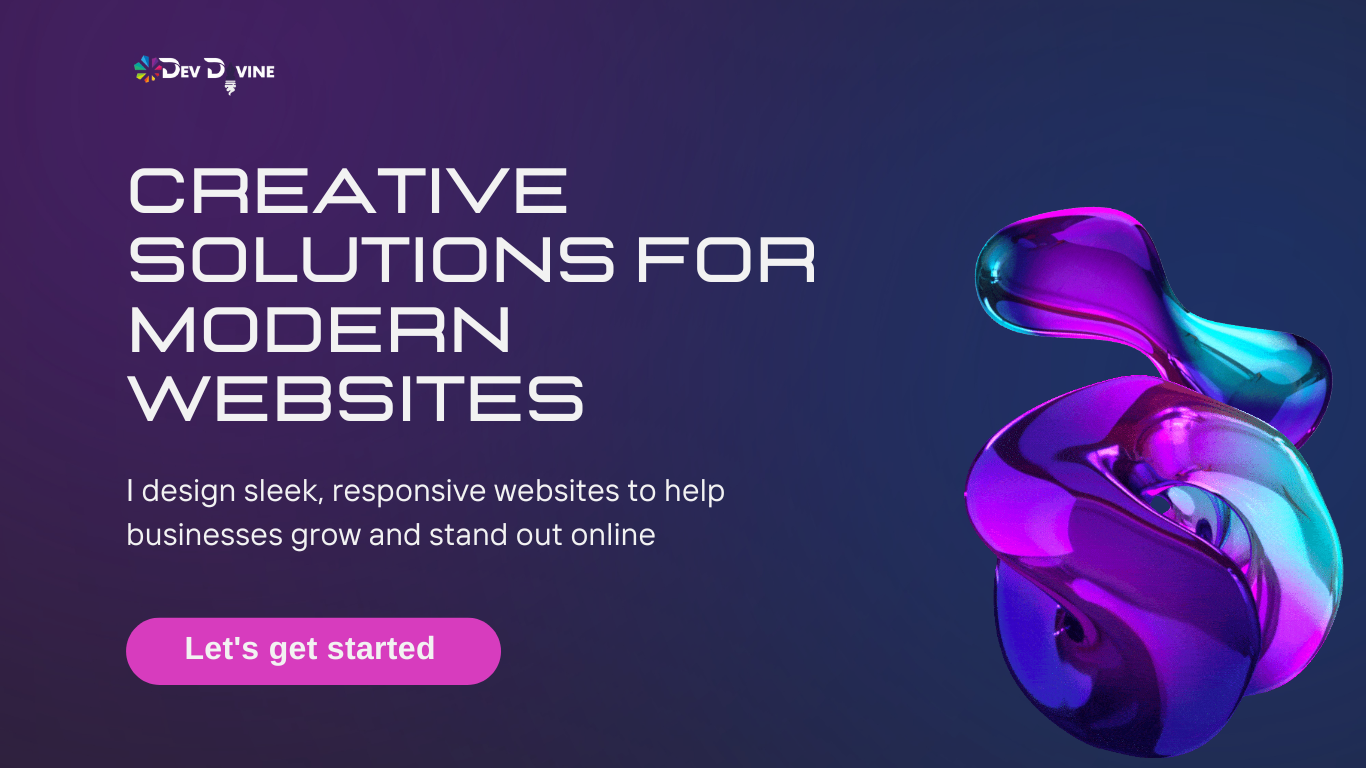 DEV D VINE
CREATIVE
SOLUTIONS FOR
MODERN
WEBSITES
I design sleek, responsive websites to help
businesses grow and stand out online
Let's get started